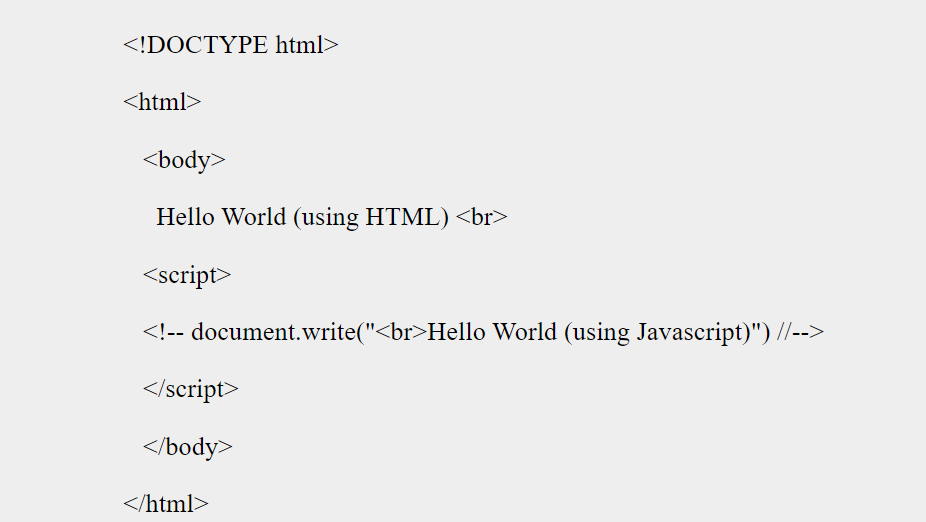 <!DOCTYPE html>
<html>
<body>
Hello World (using HTML) <br>
<script>
<!-- document.write("<br>Hello World (using Javascript)") //-->
</script>
</body>
</html>